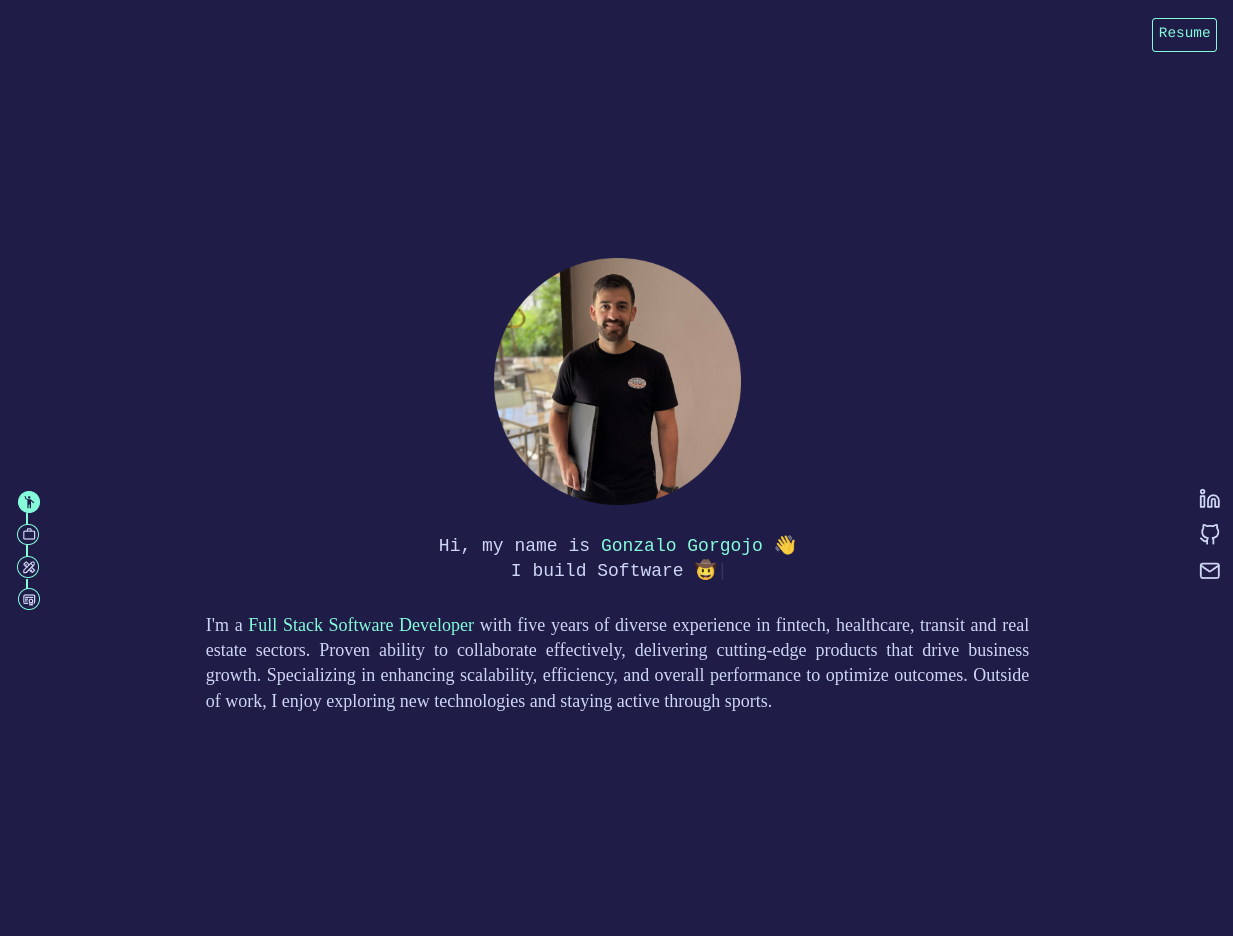 Resume
Hi, my name is Gonzalo Gorgojo 👋
I build Software 🤠|
I'm a Full Stack Software Developer with five years of diverse experience in fintech, healthcare, transit and real
estate sectors. Proven ability to collaborate effectively, delivering cutting-edge products that drive business
growth. Specializing in enhancing scalability, efficiency, and overall performance to optimize outcomes. Outside
of work, I enjoy exploring new technologies and staying active through sports.